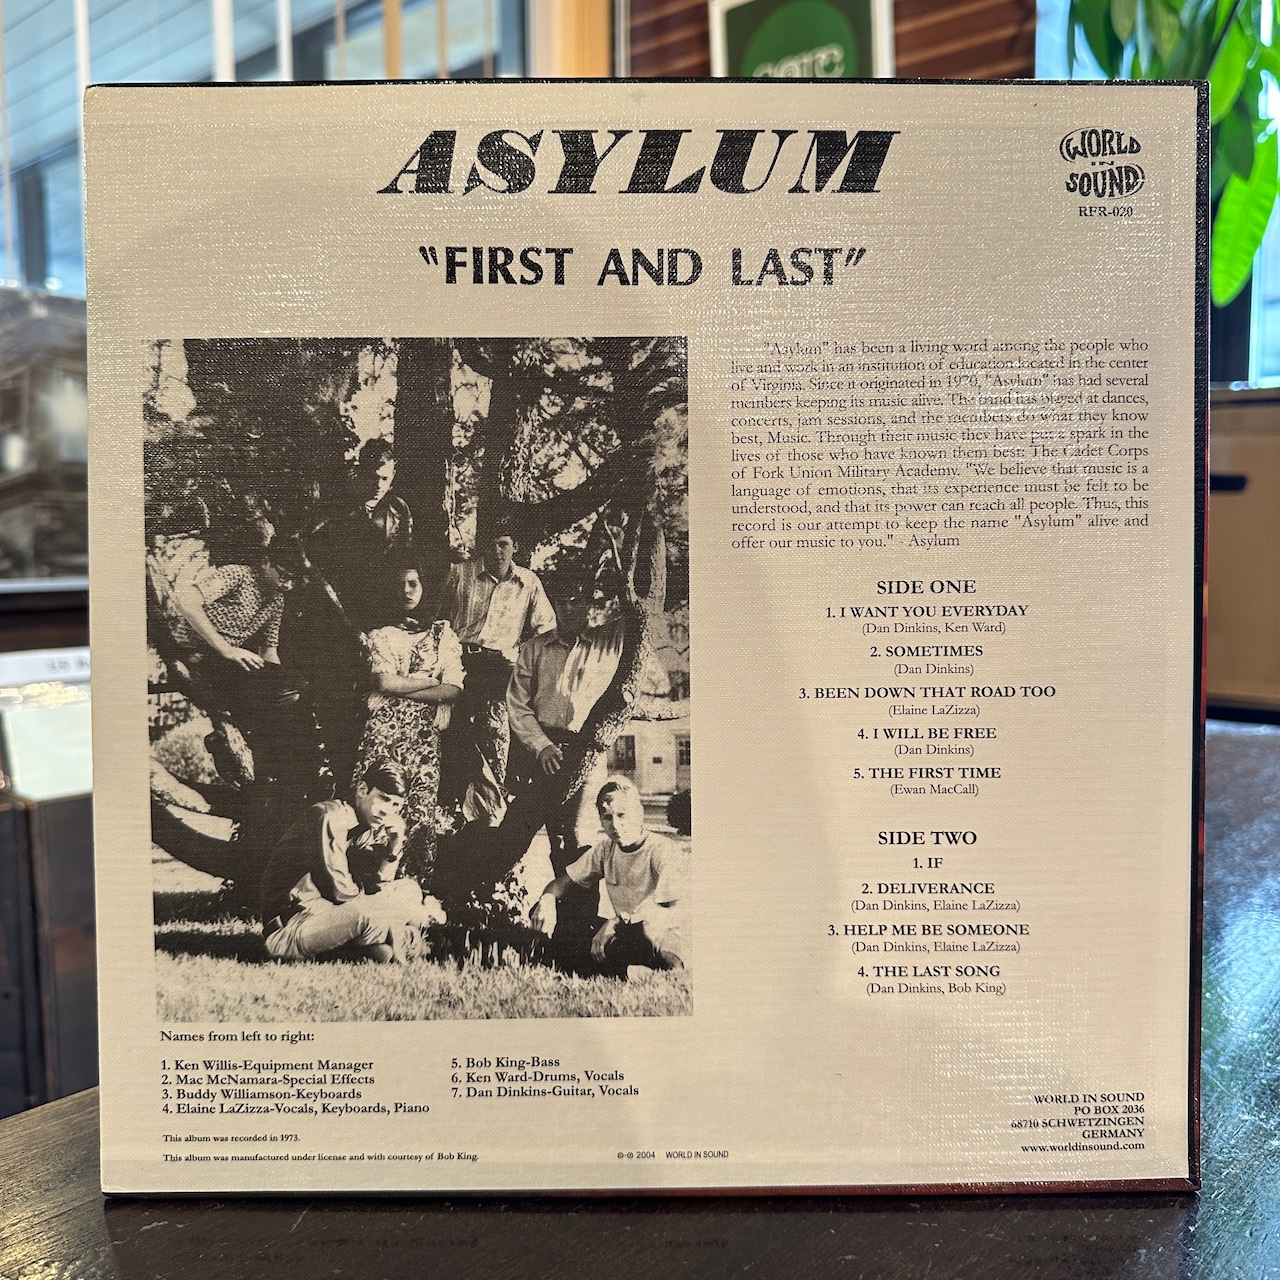 ASYLUM
WORLD
IN
SOUND
RFR-020
"FIRST AND LAST"
"Asylum" has been a living word among the people who
live and work in an institution of education located in the center
of Virginia. Since it originated in 1970, "Asylum" has had several
members keeping its music alive. The band has played at dances,
concerts, jam sessions, and the members do what they know
best, Music. Through their music they have put a spark in the
lives of those who have known them best: The Cadet Corps
of Fork Union Military Academy. "We believe that music is a
language of emotions, that its experience must be felt to be
understood, and that its power can reach all people. Thus, this
record is our attempt to keep the name "Asylum" alive and
offer our music to you." - Asylum
SIDE ONE
1. I WANT YOU EVERYDAY
(Dan Dinkins, Ken Ward)
2. SOMETIMES
(Dan Dinkins)
3. BEEN DOWN THAT ROAD TOO
(Elaine LaZizza)
4. I WILL BE FREE
(Dan Dinkins)
5. THE FIRST TIME
(Ewan MacCall)
SIDE TWO
1. IF
2. DELIVERANCE
(Dan Dinkins, Elaine LaZizza)
3. HELP ME BE SOMEONE
(Dan Dinkins, Elaine LaZizza)
4. THE LAST SONG
(Dan Dinkins, Bob King)
Names from left to right:
1. Ken Willis-Equipment Manager
2. Mac McNamara-Special Effects
3. Buddy Williamson-Keyboards
4. Elaine LaZizza-Vocals, Keyboards, Piano
5. Bob King-Bass
6. Ken Ward-Drums, Vocals
7. Dan Dinkins-Guitar, Vocals
This album was recorded in 1973.
This album was manufactured under license and with courtesy of Bob King.
℗·© 2004 WORLD IN SOUND
WORLD IN SOUND
PO BOX 2036
68710 SCHWETZINGEN
GERMANY
www.worldinsound.com